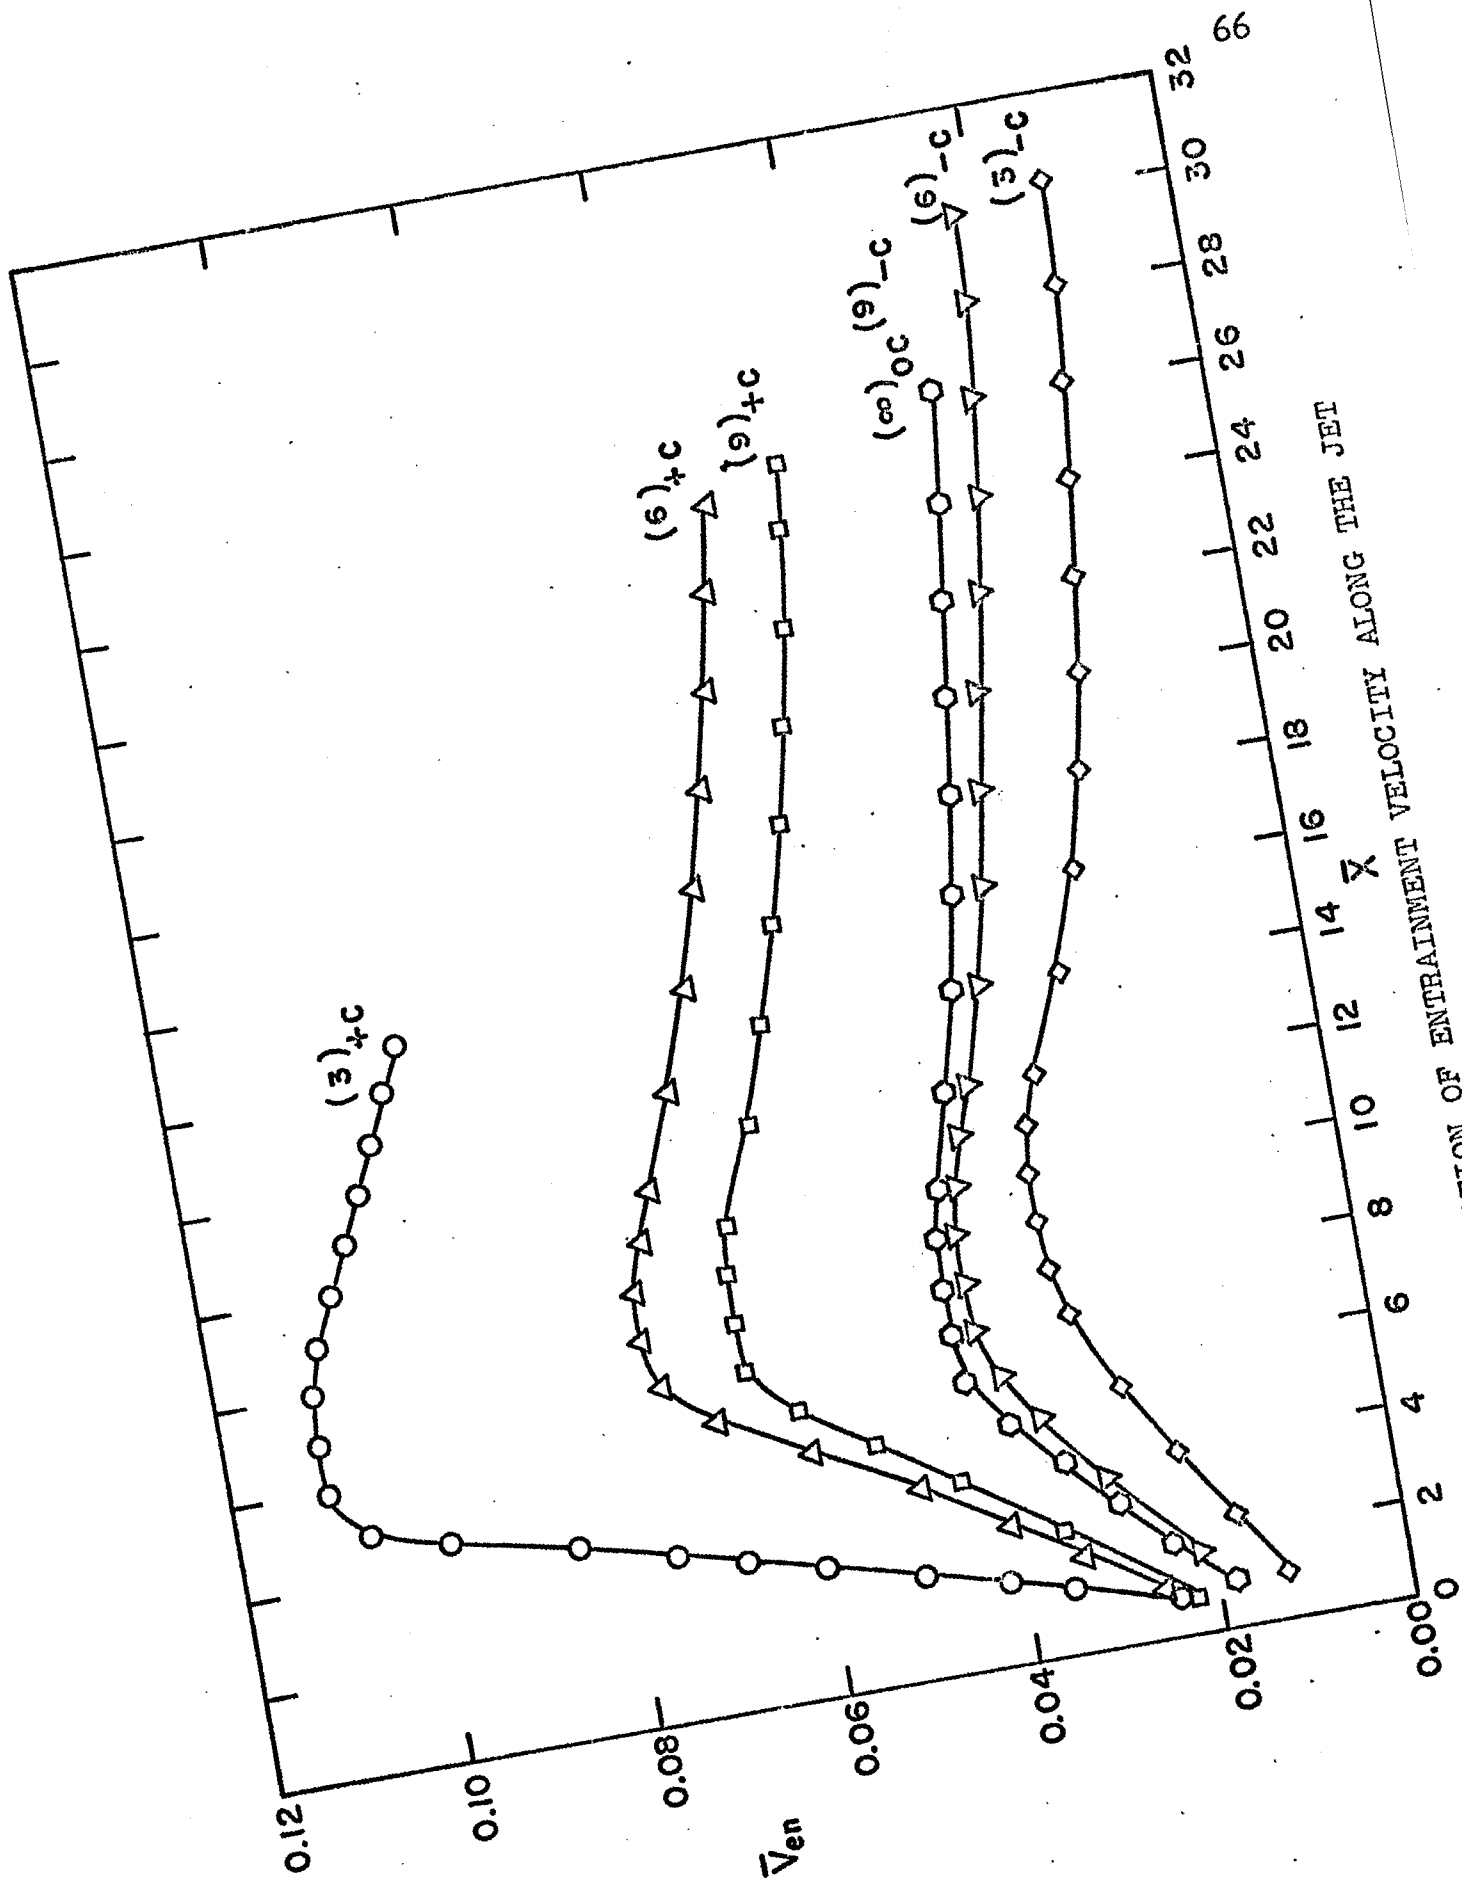 66
0.12
0.10
0.08
0.06
0.04
0.02
0.00
V̅en
(3)+C
(6)+C
(9)+C
(∞)0C
(9)-C
(6)-C
(3)-C
0 2 4 6 8 10 12 14 16 18 20 22 24 26 28 30 32
X̅
OF ENTRAINMENT VELOCITY ALONG THE JET